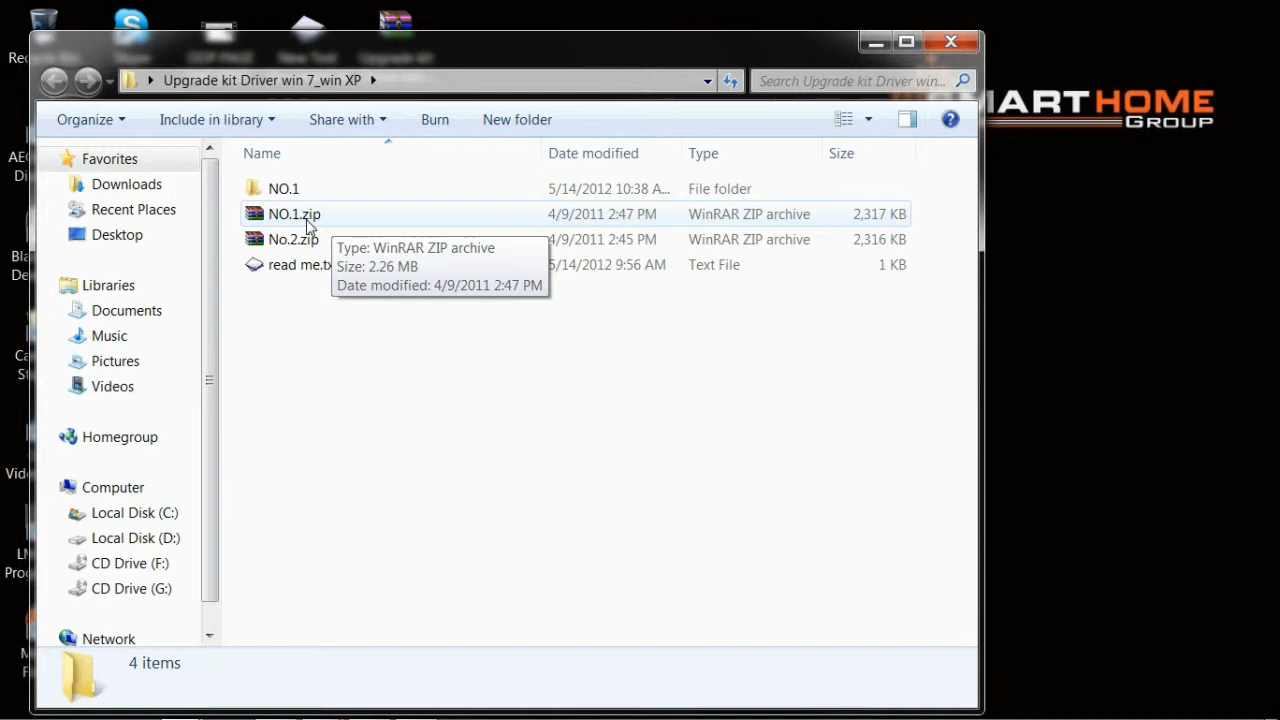 Upgrade kit Driver win 7_win XP
Search Upgrade kit Driver win...
ART HOME
GROUP
Organize
Include in library
Share with
Burn
New folder
Name
Date modified
Type
Size
NO.1
5/14/2012 10:38 A...
File folder
NO.1.zip
4/9/2011 2:47 PM
WinRAR ZIP archive
2,317 KB
No.2.zip
4/9/2011 2:45 PM
WinRAR ZIP archive
2,316 KB
read me.tx
5/14/2012 9:56 AM
Text File
1 KB
Type: WinRAR ZIP archive
Size: 2.26 MB
Date modified: 4/9/2011 2:47 PM
Favorites
Downloads
Recent Places
Desktop
Libraries
Documents
Music
Pictures
Videos
Homegroup
Computer
Local Disk (C:)
Local Disk (D:)
CD Drive (F:)
CD Drive (G:)
Network
4 items